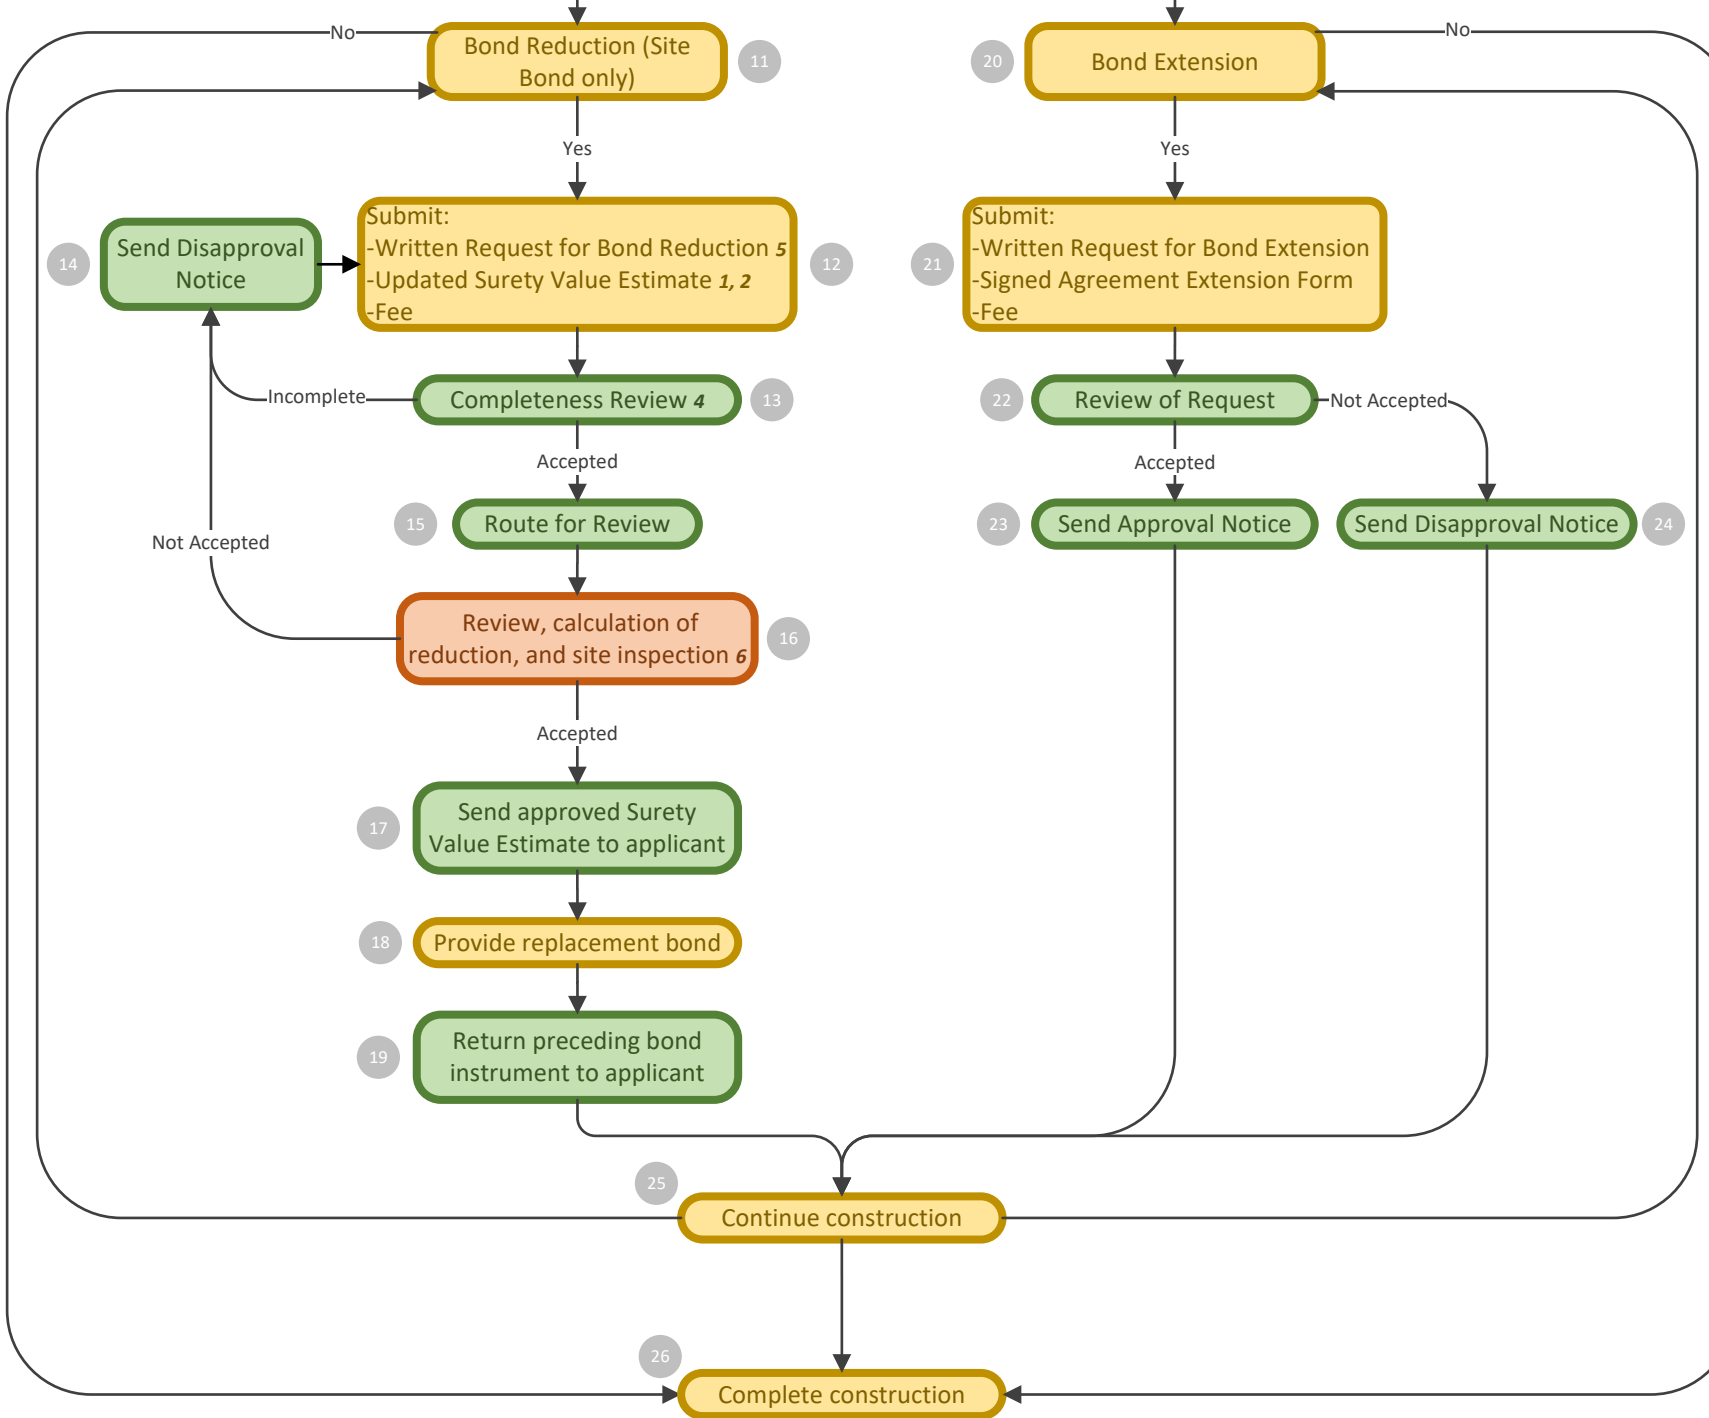 No
Bond Reduction (Site
Bond only)
11
20
Bond Extension
No
Yes
Yes
14
Send Disapproval
Notice
Submit:
-Written Request for Bond Reduction 5
-Updated Surety Value Estimate 1, 2
-Fee
12
21
Submit:
-Written Request for Bond Extension
-Signed Agreement Extension Form
-Fee
Incomplete
Completeness Review 4
13
22
Review of Request
Not Accepted
Accepted
Accepted
15
Route for Review
23
Send Approval Notice
Send Disapproval Notice
24
Not Accepted
Review, calculation of
reduction, and site inspection 6
16
Accepted
17
Send approved Surety
Value Estimate to applicant
18
Provide replacement bond
19
Return preceding bond
instrument to applicant
25
Continue construction
26
Complete construction